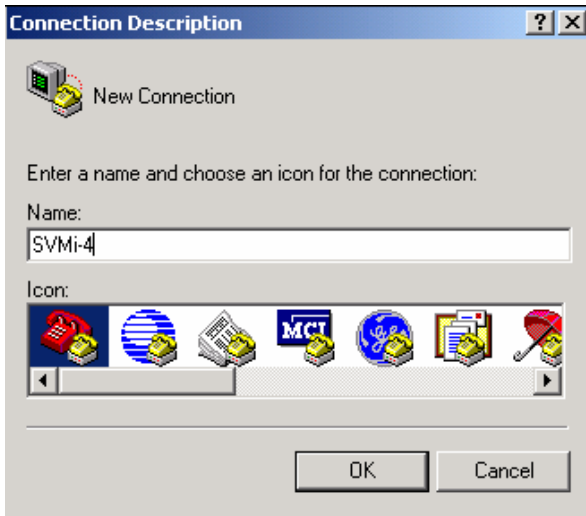 Connection Description
New Connection
Enter a name and choose an icon for the connection:
Name:
SVMi-4
Icon:
MCI
OK Cancel